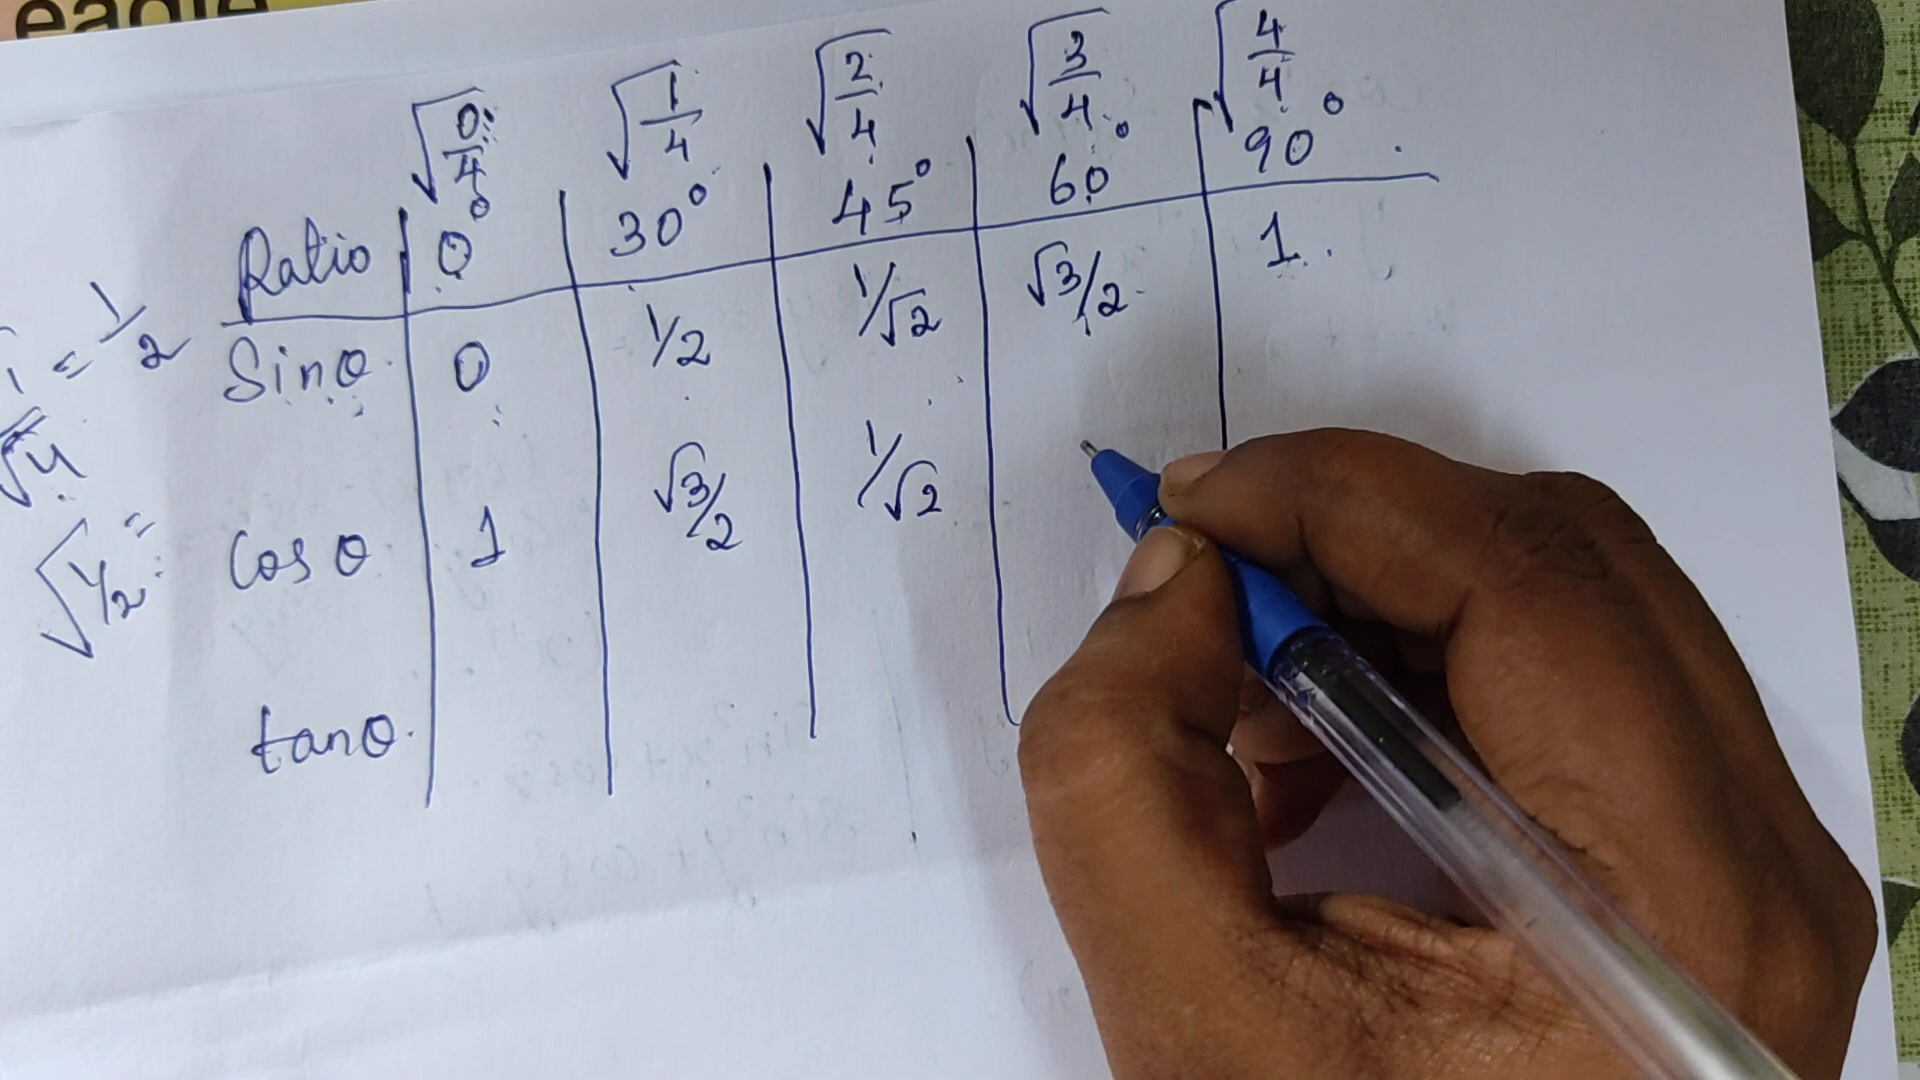 eagle
√0/4 √1/4 √2/4 √3/4 √4/4
Ratio 0° 30° 45° 60° 90°
Sinθ 0 1/2 1/√2 √3/2 1
= 1/2
√4
Cosθ 1 √3/2 1/√2
√1/2 =
tanθ